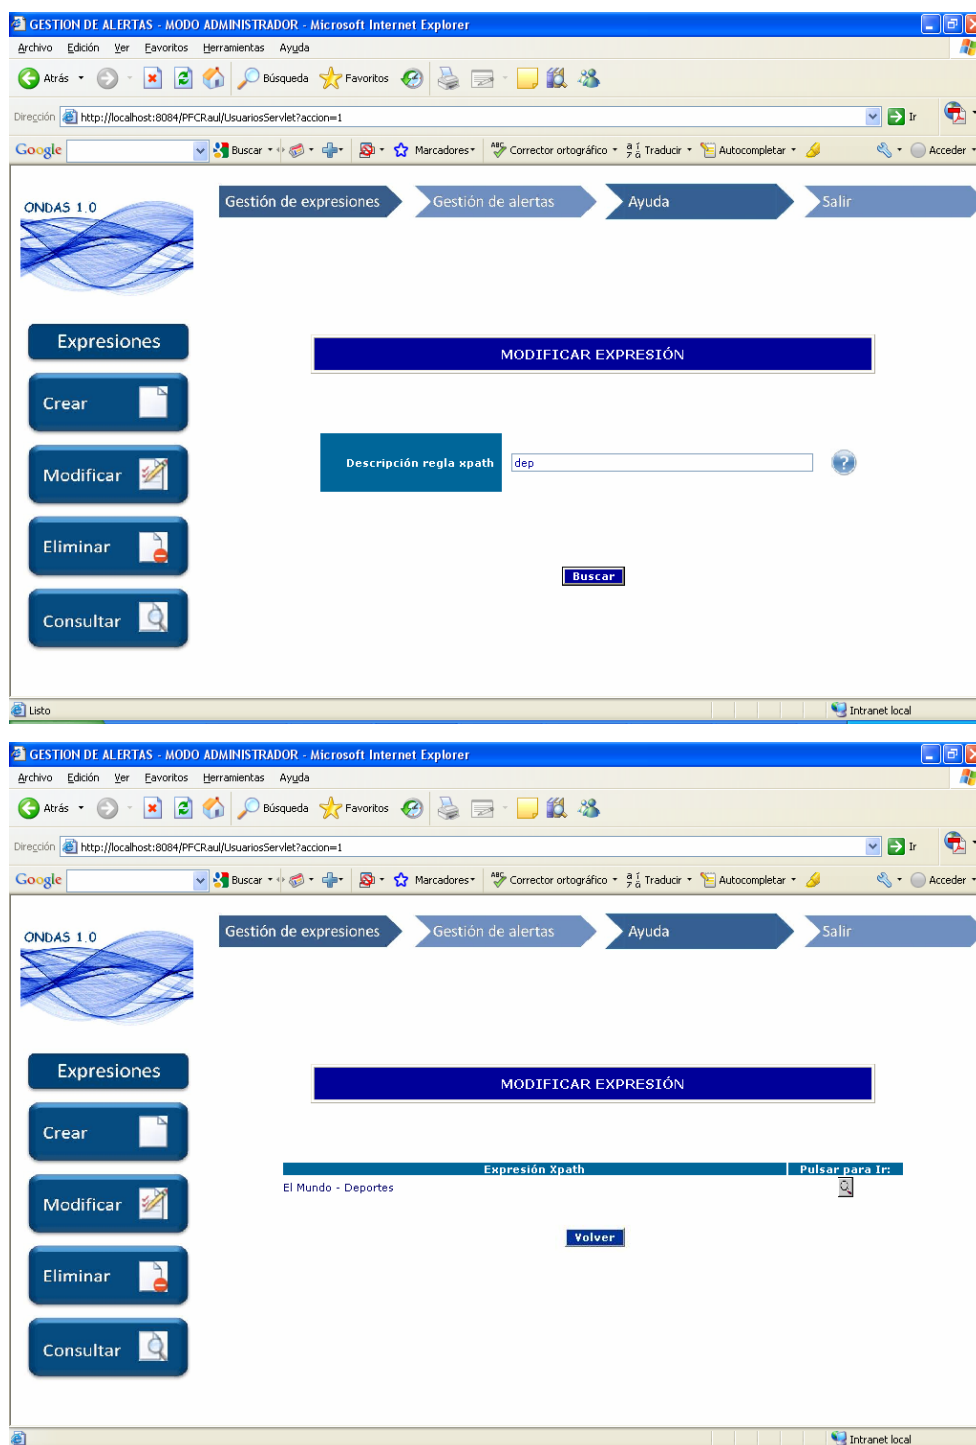 GESTION DE ALERTAS - MODO ADMINISTRADOR - Microsoft Internet Explorer
Archivo Edición Ver Favoritos Herramientas Ayuda
Atrás Búsqueda Favoritos
Dirección http://localhost:8084/PFCRaul/UsuariosServlet?accion=1 Ir
Google Buscar Marcadores Corrector ortográfico Traducir Autocompletar Acceder
ONDAS 1.0
Gestión de expresiones Gestión de alertas Ayuda Salir
Expresiones
MODIFICAR EXPRESIÓN
Crear
Descripción regla xpath dep ?
Modificar
Eliminar
Buscar
Consultar
Listo Intranet local
GESTION DE ALERTAS - MODO ADMINISTRADOR - Microsoft Internet Explorer
Archivo Edición Ver Favoritos Herramientas Ayuda
Atrás Búsqueda Favoritos
Dirección http://localhost:8084/PFCRaul/UsuariosServlet?accion=1 Ir
Google Buscar Marcadores Corrector ortográfico Traducir Autocompletar Acceder
ONDAS 1.0
Gestión de expresiones Gestión de alertas Ayuda Salir
Expresiones
MODIFICAR EXPRESIÓN
Crear
Expresión Xpath Pulsar para Ir:
El Mundo - Deportes
Modificar
Volver
Eliminar
Consultar
Intranet local